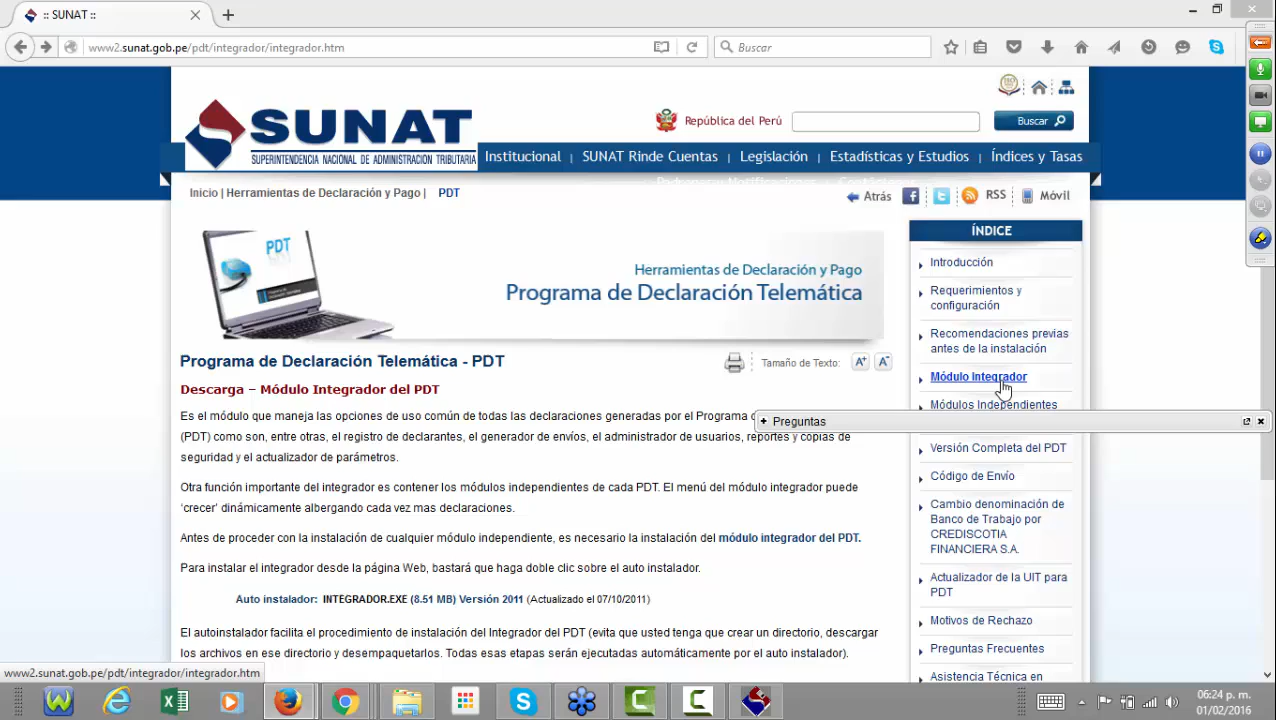 :: SUNAT ::
www2.sunat.gob.pe/pdt/integrador/integrador.htm
Buscar
SUNAT
SUPERINTENDENCIA NACIONAL DE ADMINISTRACIÓN TRIBUTARIA
República del Perú
Buscar
Institucional | SUNAT Rinde Cuentas | Legislación | Estadísticas y Estudios | Índices y Tasas
Inicio | Herramientas de Declaración y Pago | PDT
Atrás
RSS
Móvil
PDT
Herramientas de Declaración y Pago
Programa de Declaración Telemática
ÍNDICE
Introducción
Requerimientos y
configuración
Recomendaciones previas
antes de la instalación
Módulo Integrador
Módulos Independientes
Preguntas
Versión Completa del PDT
Código de Envío
Cambio denominación de
Banco de Trabajo por
CREDISCOTIA
FINANCIERA S.A.
Actualizador de la UIT para
PDT
Motivos de Rechazo
Preguntas Frecuentes
Asistencia Técnica en
Programa de Declaración Telemática - PDT
Tamaño de Texto: A+ A-
Descarga – Módulo Integrador del PDT
Es el módulo que maneja las opciones de uso común de todas las declaraciones generadas por el Programa
(PDT) como son, entre otras, el registro de declarantes, el generador de envíos, el administrador de usuarios, reportes y copias de
seguridad y el actualizador de parámetros.
Otra función importante del integrador es contener los módulos independientes de cada PDT. El menú del módulo integrador puede
‘crecer’ dinámicamente albergando cada vez mas declaraciones.
Antes de proceder con la instalación de cualquier módulo independiente, es necesario la instalación del módulo integrador del PDT.
Para instalar el integrador desde la página Web, bastará que haga doble clic sobre el auto instalador.
Auto instalador: INTEGRADOR.EXE (8.51 MB) Versión 2011 (Actualizado el 07/10/2011)
El autoinstalador facilita el procedimiento de instalación del Integrador del PDT (evita que usted tenga que crear un directorio, descargar
los archivos en ese directorio y desempaquetarlos. Todas esas etapas serán ejecutadas automáticamente por el auto instalador).
www2.sunat.gob.pe/pdt/integrador/integrador.htm
06:24 p. m.
01/02/2016